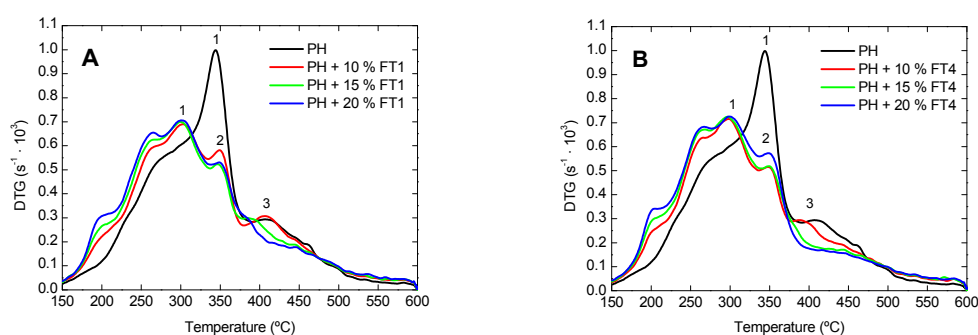 A
1
PH
PH + 10 % FT1
PH + 15 % FT1
PH + 20 % FT1
1
2
3
1.1
1.0
0.9
0.8
0.7
0.6
0.5
0.4
0.3
0.2
0.1
0.0
DTG (s⁻¹ · 10³)
150 200 250 300 350 400 450 500 550 600
Temperature (ºC)
B
1
PH
PH + 10 % FT4
PH + 15 % FT4
PH + 20 % FT4
1
2
3
1.1
1.0
0.9
0.8
0.7
0.6
0.5
0.4
0.3
0.2
0.1
0.0
DTG (s⁻¹ · 10³)
150 200 250 300 350 400 450 500 550 600
Temperature (ºC)